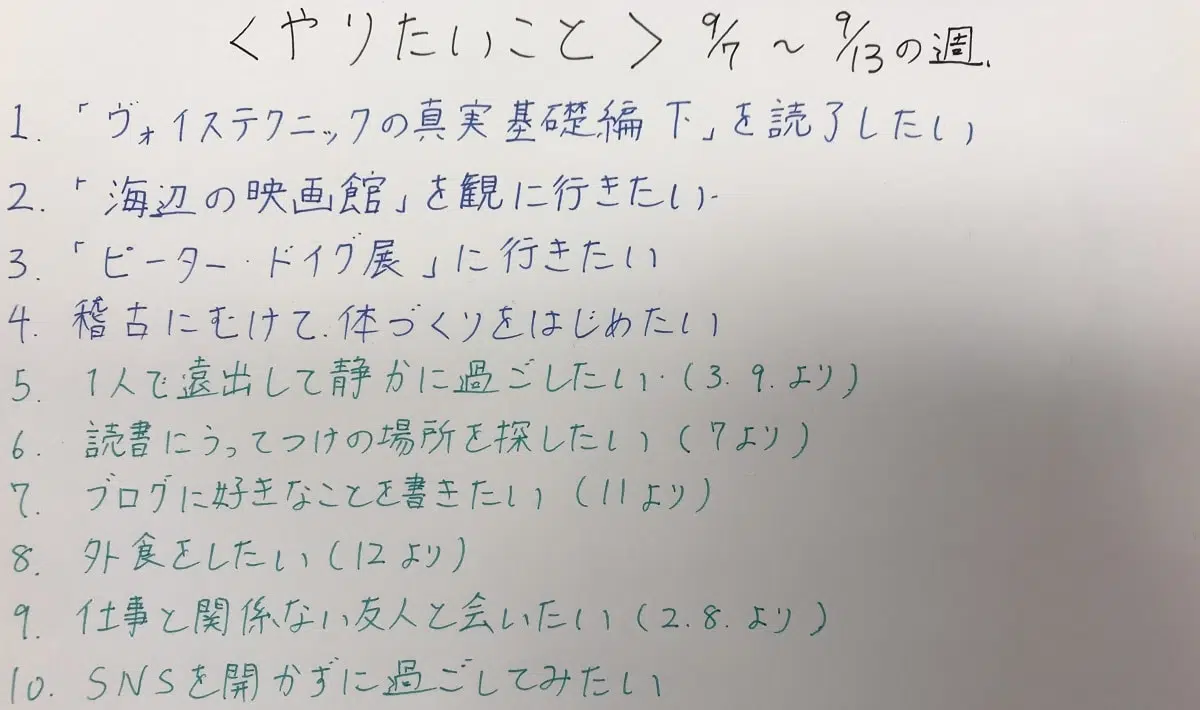 <やりたいこと> 9/7 ～ 9/13の週.
1. 「ヴォイステクニックの真実 基礎編 下」を読了したい
2. 「海辺の映画館」を観に行きたい.
3. 「ピーター・ドイグ展」に行きたい
4. 稽古にむけて.体づくりをはじめたい
5. 1人で遠出して静かに過ごしたい.(3. 9.より)
6. 読書にうってつけの場所を探したい(7より)
7. ブログに好きなことを書きたい(11より)
8. 外食をしたい(12より)
9. 仕事と関係ない友人と会いたい(2.8.より)
10. SNSを開かずに過ごしてみたい